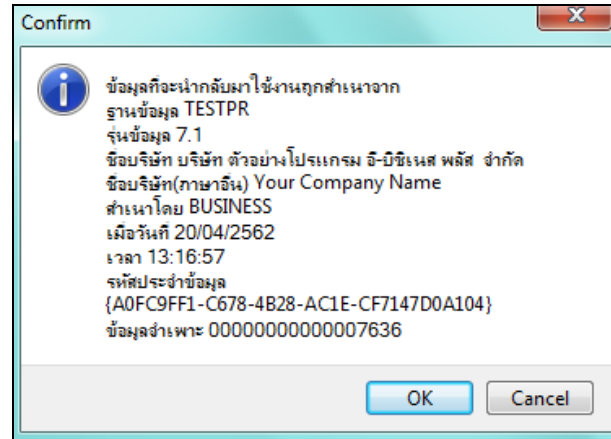 Confirm
ข้อมูลที่จะนำกลับมาใช้งานถูกสำเนาจาก
ฐานข้อมูล TESTPR
รุ่นข้อมูล 7.1
ชื่อบริษัท บริษัท ตัวอย่างโปรแกรม อี-บิซิเนส พลัส จำกัด
ชื่อบริษัท(ภาษาอื่น) Your Company Name
สำเนาโดย BUSINESS
เมื่อวันที่ 20/04/2562
เวลา 13:16:57
รหัสประจำข้อมูล
{A0FC9FF1-C678-4B28-AC1E-CF7147D0A104}
ข้อมูลจำเพาะ 00000000000007636
OK Cancel